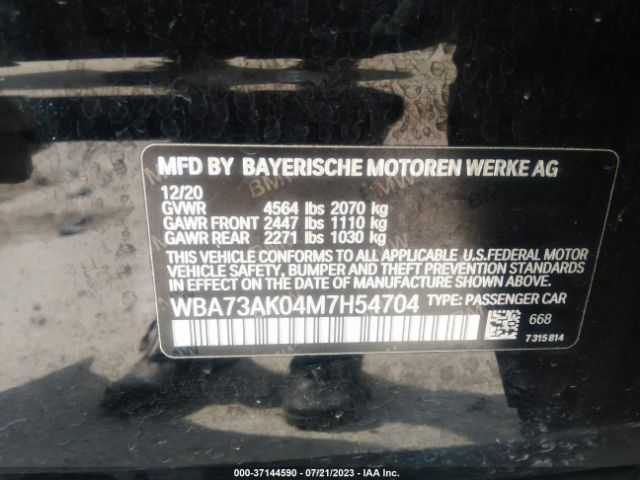 MFD BY BAYERISCHE MOTOREN WERKE AG
12/20
GVWR 4564 lbs 2070 kg
GAWR FRONT 2447 lbs 1110 kg
GAWR REAR 2271 lbs 1030 kg
THIS VEHICLE CONFORMS TO ALL APPLICABLE U.S.FEDERAL MOTOR
VEHICLE SAFETY, BUMPER AND THEFT PREVENTION STANDARDS
IN EFFECT ON THE DATE OF MANUFACTURE SHOWN ABOVE.
WBA73AK04M7H54704 TYPE: PASSENGER CAR
668
7315814
000-37144590 - 07/21/2023 - IAA Inc.